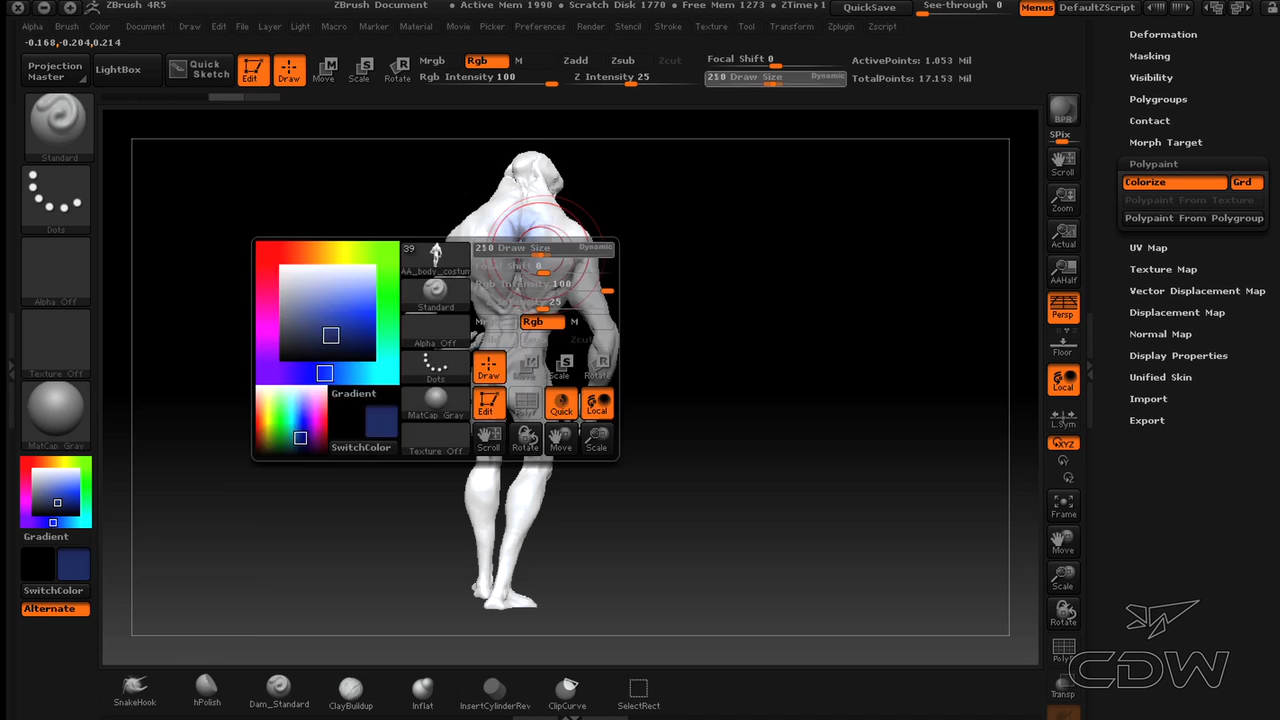 ZBrush 4R5
ZBrush Document
• Active Mem 1990 • Scratch Disk 1770 • Free Mem 1273 • ZTime▸1
QuickSave
See-through 0
Menus
DefaultZScript
Alpha Brush Color Document Draw Edit File Layer Light Macro Marker Material Movie Picker Preferences Render Stencil Stroke Texture Tool Transform Zplugin Zscript
-0.168,-0.204,0.214
Projection Master
LightBox
Quick Sketch
Edit
Draw
Move
Scale
Rotate
Mrgb Rgb M
Rgb Intensity 100
Zadd Zsub Zcut
Z Intensity 25
Focal Shift 0
210 Draw Size Dynamic
ActivePoints: 1.053 Mil
TotalPoints: 17.153 Mil
Standard
Dots
Alpha Off
Texture Off
MatCap Gray
Gradient
SwitchColor
Alternate
Gradient
SwitchColor
39
AA_body_costum
Standard
Alpha Off
Dots
MatCap Gray
Texture Off
210 Draw Size Dynamic
Focal Shift 0
Rgb Intensity 100
25
Rgb M
Zcut
Draw
Move
Scale
Rotate
Edit
Quick
Local
Scroll
Rotate
Move
Scale
BPR
SPix
Scroll
Zoom
Actual
AAHalf
Persp
Floor
Local
L.Sym
XYZ
Frame
Move
Scale
Rotate
Transp
Deformation
Masking
Visibility
Polygroups
Contact
Morph Target
Polypaint
Colorize Grd
Polypaint From Texture
Polypaint From Polygroup
UV Map
Texture Map
Vector Displacement Map
Displacement Map
Normal Map
Display Properties
Unified Skin
Import
Export
CDW
SnakeHook
hPolish
Dam_Standard
ClayBuildup
Inflat
InsertCylinderRev
ClipCurve
SelectRect